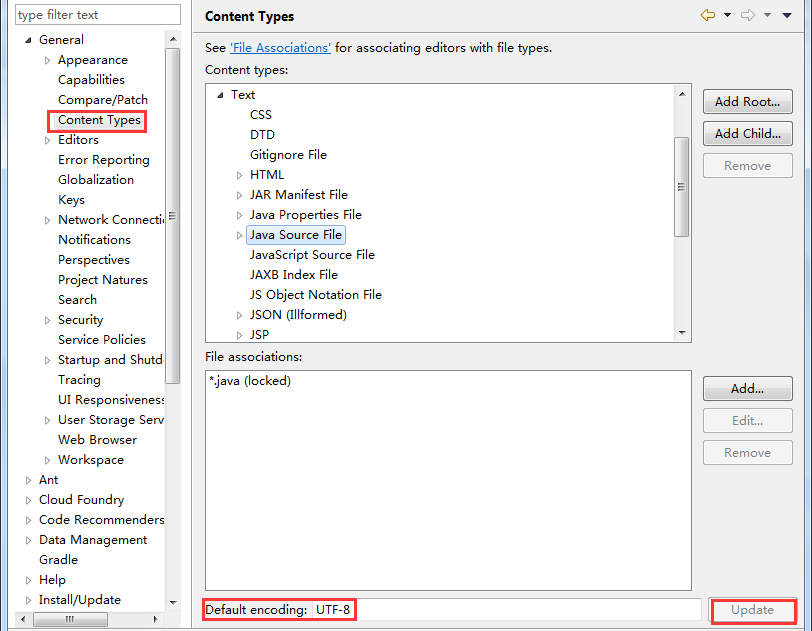 type filter text
General
Appearance
Capabilities
Compare/Patch
Content Types
Editors
Error Reporting
Globalization
Keys
Network Connecti
Notifications
Perspectives
Project Natures
Search
Security
Service Policies
Startup and Shutd
Tracing
UI Responsiveness
User Storage Serv
Web Browser
Workspace
Ant
Cloud Foundry
Code Recommenders
Data Management
Gradle
Help
Install/Update
Content Types
See 'File Associations' for associating editors with file types.
Content types:
Text
CSS
DTD
Gitignore File
HTML
JAR Manifest File
Java Properties File
Java Source File
JavaScript Source File
JAXB Index File
JS Object Notation File
JSON (Illformed)
JSP
Add Root...
Add Child...
Remove
File associations:
*.java (locked)
Add...
Edit...
Remove
Default encoding: UTF-8
Update